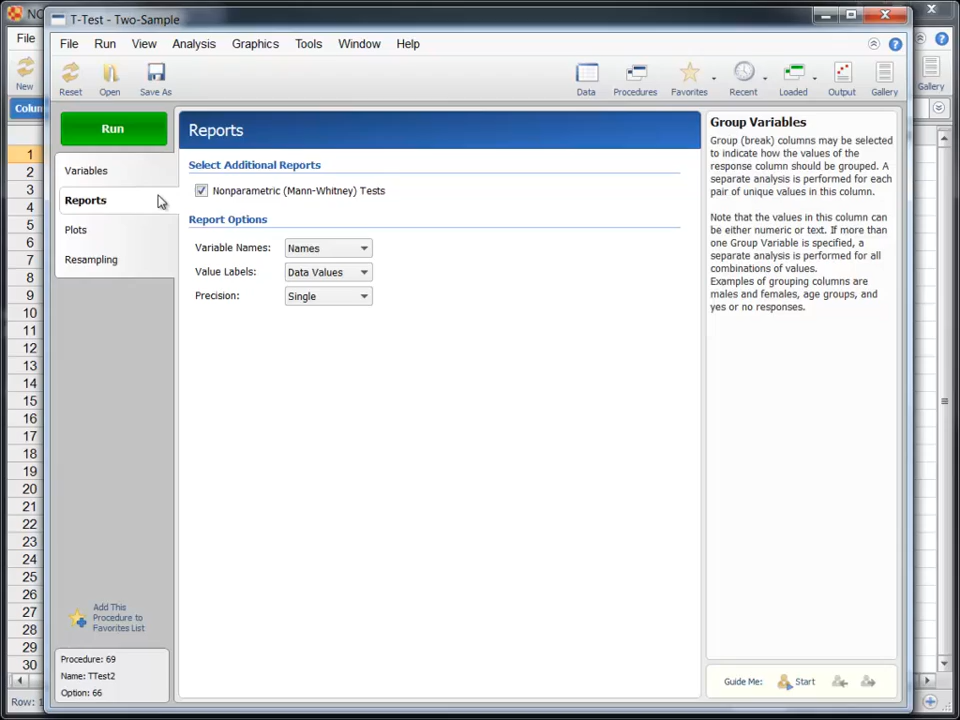 NC
T-Test - Two-Sample
File
File Run View Analysis Graphics Tools Window Help
New
Reset Open Save As Data Procedures Favorites Recent Loaded Output Gallery
Gallery
Colum
Run
Variables
Reports
Plots
Resampling
Add This
Procedure to
Favorites List
Procedure: 69
Name: TTest2
Option: 66
Reports
Select Additional Reports
Nonparametric (Mann-Whitney) Tests
Report Options
Variable Names: Names
Value Labels: Data Values
Precision: Single
Group Variables
Group (break) columns may be selected
to indicate how the values of the
response column should be grouped. A
separate analysis is performed for each
pair of unique values in this column.
Note that the values in this column can
be either numeric or text. If more than
one Group Variable is specified, a
separate analysis is performed for all
combinations of values.
Examples of grouping columns are
males and females, age groups, and
yes or no responses.
Guide Me: Start
1
2
3
4
5
6
7
8
9
10
11
12
13
14
15
16
17
18
19
20
21
22
23
24
25
26
27
28
29
30
Row: 1